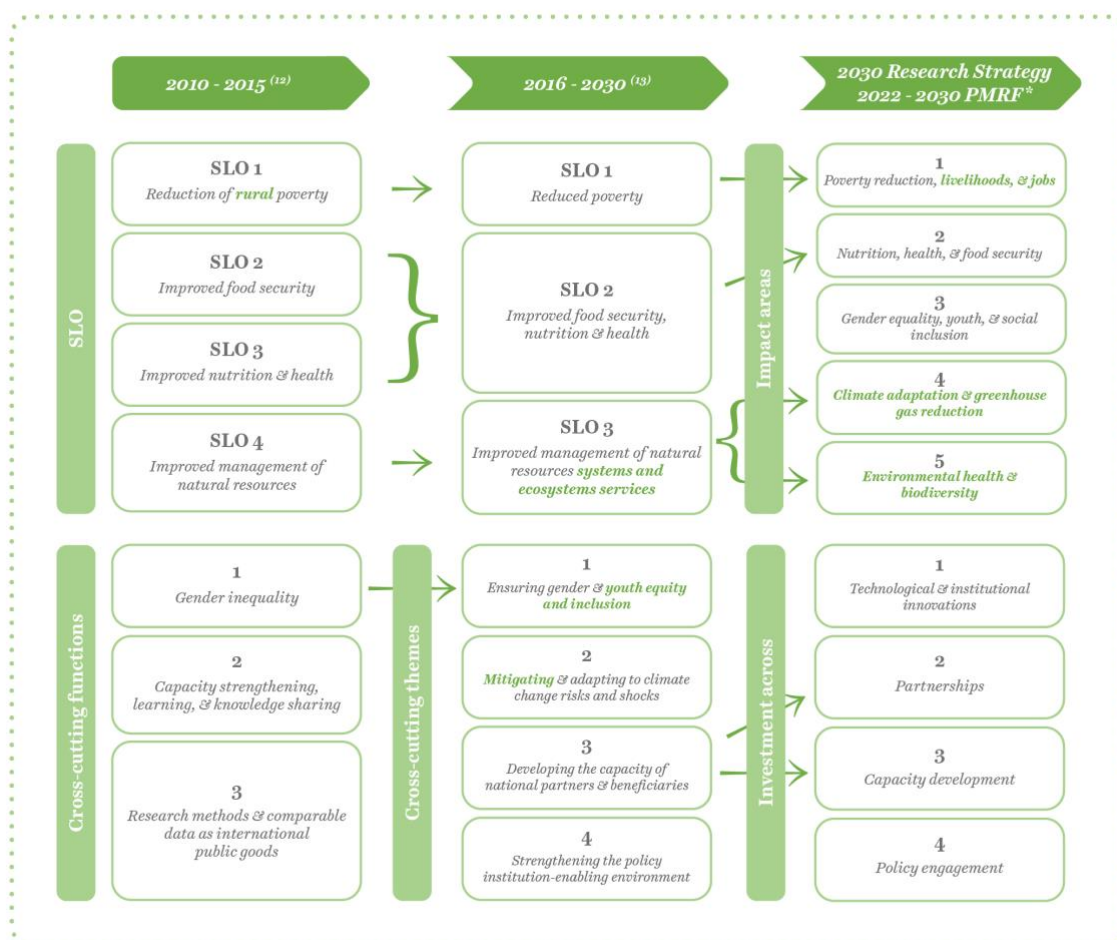 2010 - 2015 (12)
2016 - 2030 (13)
2030 Research Strategy
2022 - 2030 PMRF*
SLO
SLO 1
Reduction of rural poverty
SLO 2
Improved food security
SLO 3
Improved nutrition & health
SLO 4
Improved management of
natural resources
SLO 1
Reduced poverty
SLO 2
Improved food security,
nutrition & health
SLO 3
Improved management of natural
resources systems and
ecosystems services
Impact areas
1
Poverty reduction, livelihoods, & jobs
2
Nutrition, health, & food security
3
Gender equality, youth, & social
inclusion
4
Climate adaptation & greenhouse
gas reduction
5
Environmental health &
biodiversity
Cross-cutting functions
1
Gender inequality
2
Capacity strengthening,
learning, & knowledge sharing
3
Research methods & comparable
data as international
public goods
Cross-cutting themes
1
Ensuring gender & youth equity
and inclusion
2
Mitigating & adapting to climate
change risks and shocks
3
Developing the capacity of
national partners & beneficiaries
4
Strengthening the policy
institution-enabling environment
Investment across
1
Technological & institutional
innovations
2
Partnerships
3
Capacity development
4
Policy engagement